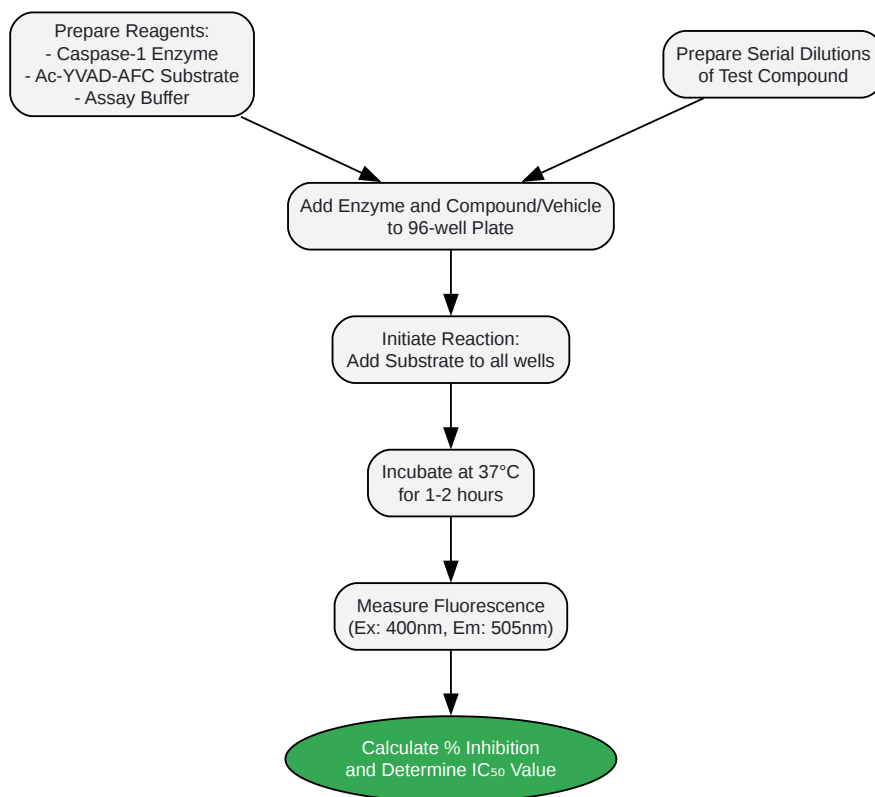 Prepare Reagents:
- Caspase-1 Enzyme
- Ac-YVAD-AFC Substrate
- Assay Buffer
Prepare Serial Dilutions
of Test Compound
Add Enzyme and Compound/Vehicle
to 96-well Plate
Initiate Reaction:
Add Substrate to all wells
Incubate at 37°C
for 1-2 hours
Measure Fluorescence
(Ex: 400nm, Em: 505nm)
Calculate % Inhibition
and Determine IC₅₀ Value